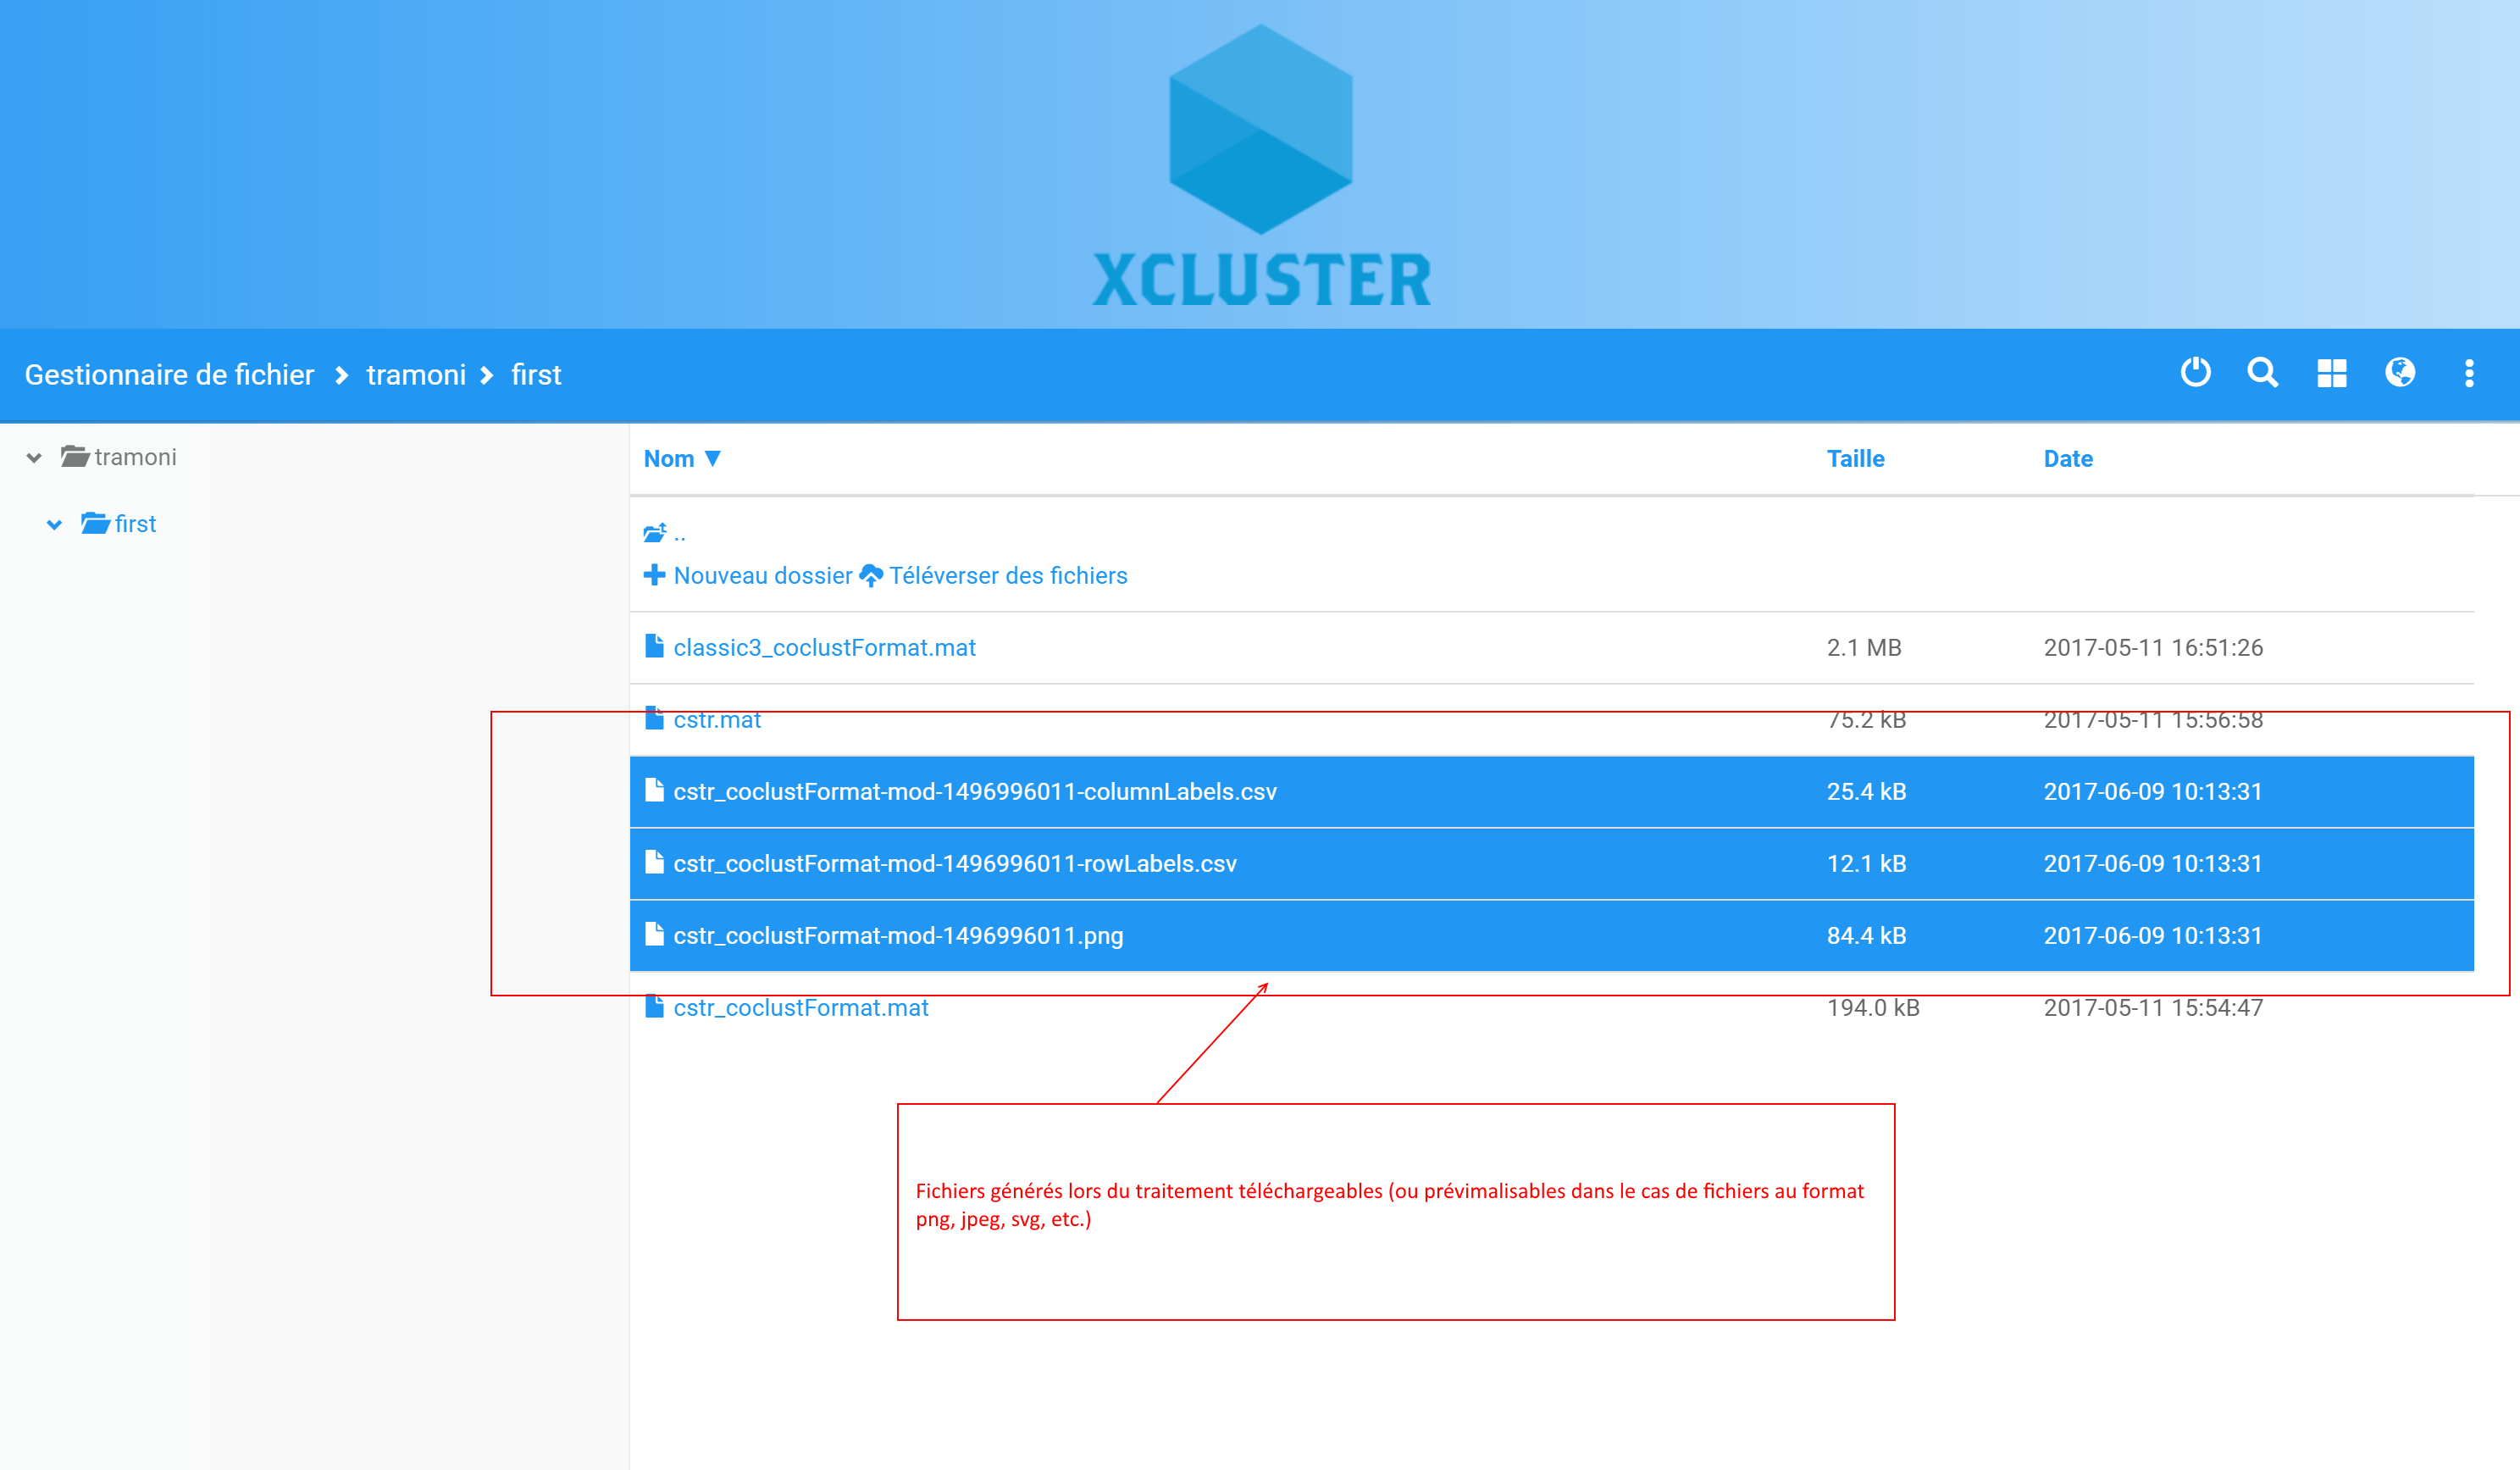 XCLUSTER
Gestionnaire de fichier tramoni first
tramoni
first
Nom ▼ Taille Date
..
Nouveau dossier Téléverser des fichiers
classic3_coclustFormat.mat 2.1 MB 2017-05-11 16:51:26
cstr.mat 75.2 kB 2017-05-11 15:56:58
cstr_coclustFormat-mod-1496996011-columnLabels.csv 25.4 kB 2017-06-09 10:13:31
cstr_coclustFormat-mod-1496996011-rowLabels.csv 12.1 kB 2017-06-09 10:13:31
cstr_coclustFormat-mod-1496996011.png 84.4 kB 2017-06-09 10:13:31
cstr_coclustFormat.mat 194.0 kB 2017-05-11 15:54:47
Fichiers générés lors du traitement téléchargeables (ou prévimalisables dans le cas de fichiers au format
png, jpeg, svg, etc.)